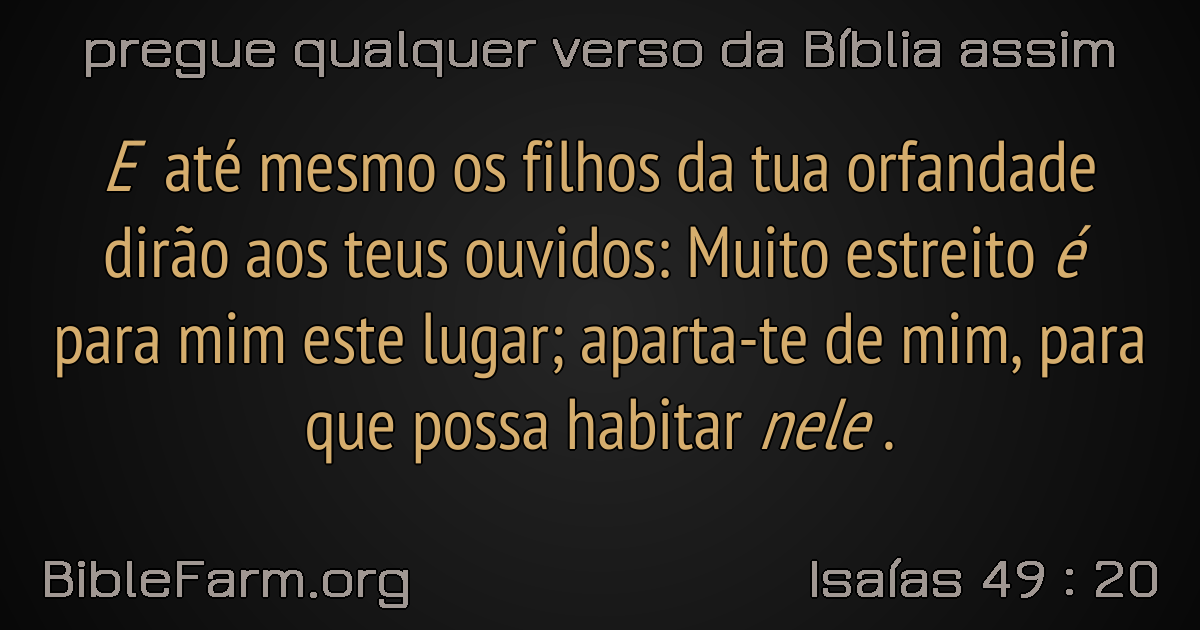 pregue qualquer verso da Bíblia assim
E até mesmo os filhos da tua orfandade
dirão aos teus ouvidos: Muito estreito é
para mim este lugar; aparta-te de mim, para
que possa habitar nele .
BibleFarm.org
Isaías 49 : 20